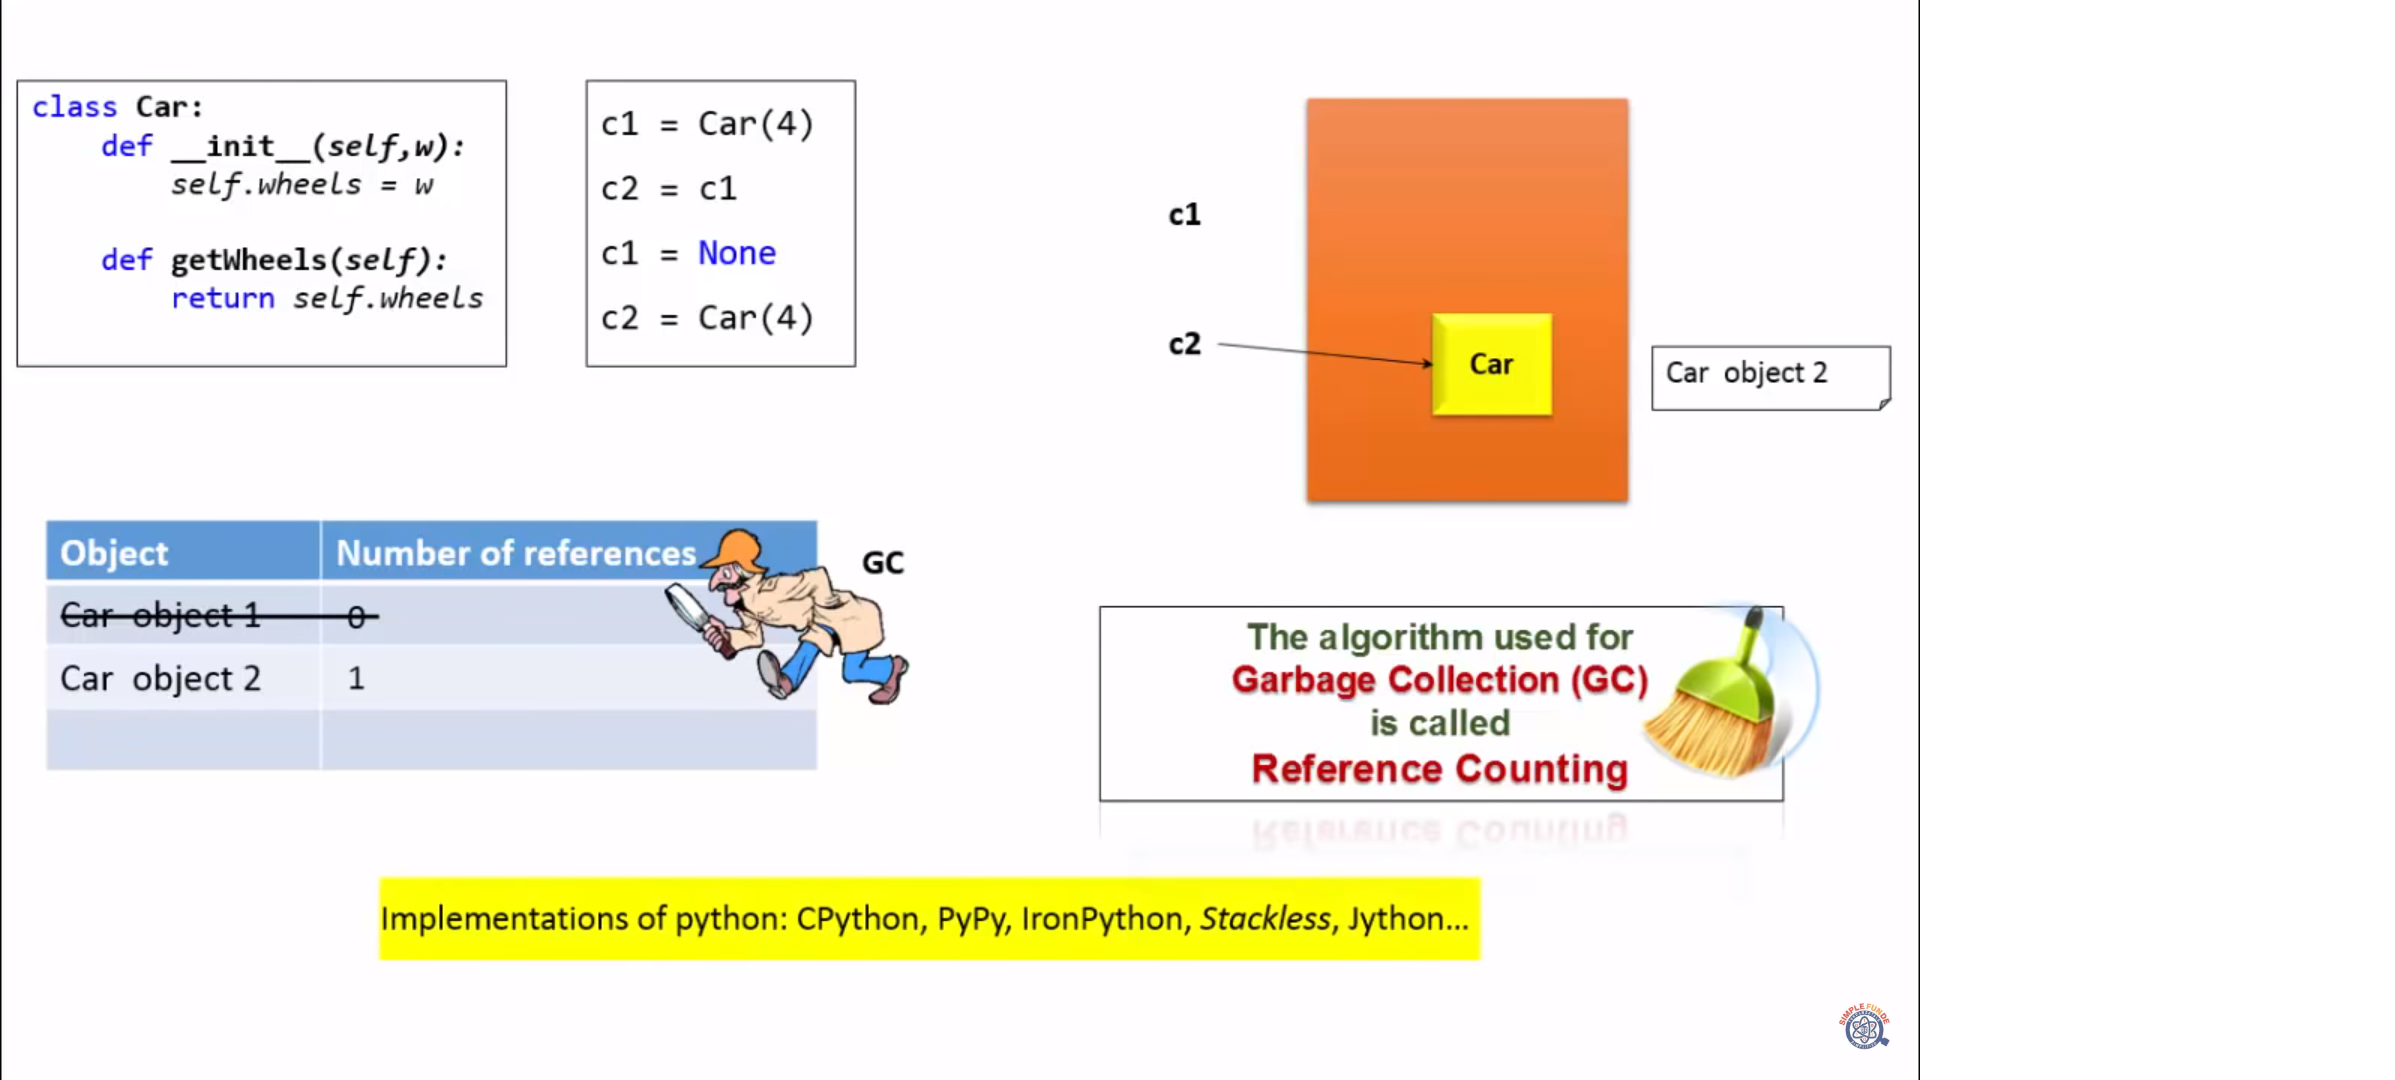 class Car:
def __init__(self,w):
self.wheels = w
def getWheels(self):
return self.wheels
c1 = Car(4)
c2 = c1
c1 = None
c2 = Car(4)
c1
c2
Car
Car object 2
Object Number of references
Car object 1 0
Car object 2 1
GC
The algorithm used for
Garbage Collection (GC)
is called
Reference Counting
Implementations of python: CPython, PyPy, IronPython, Stackless, Jython...
SIMPLE FUNDE